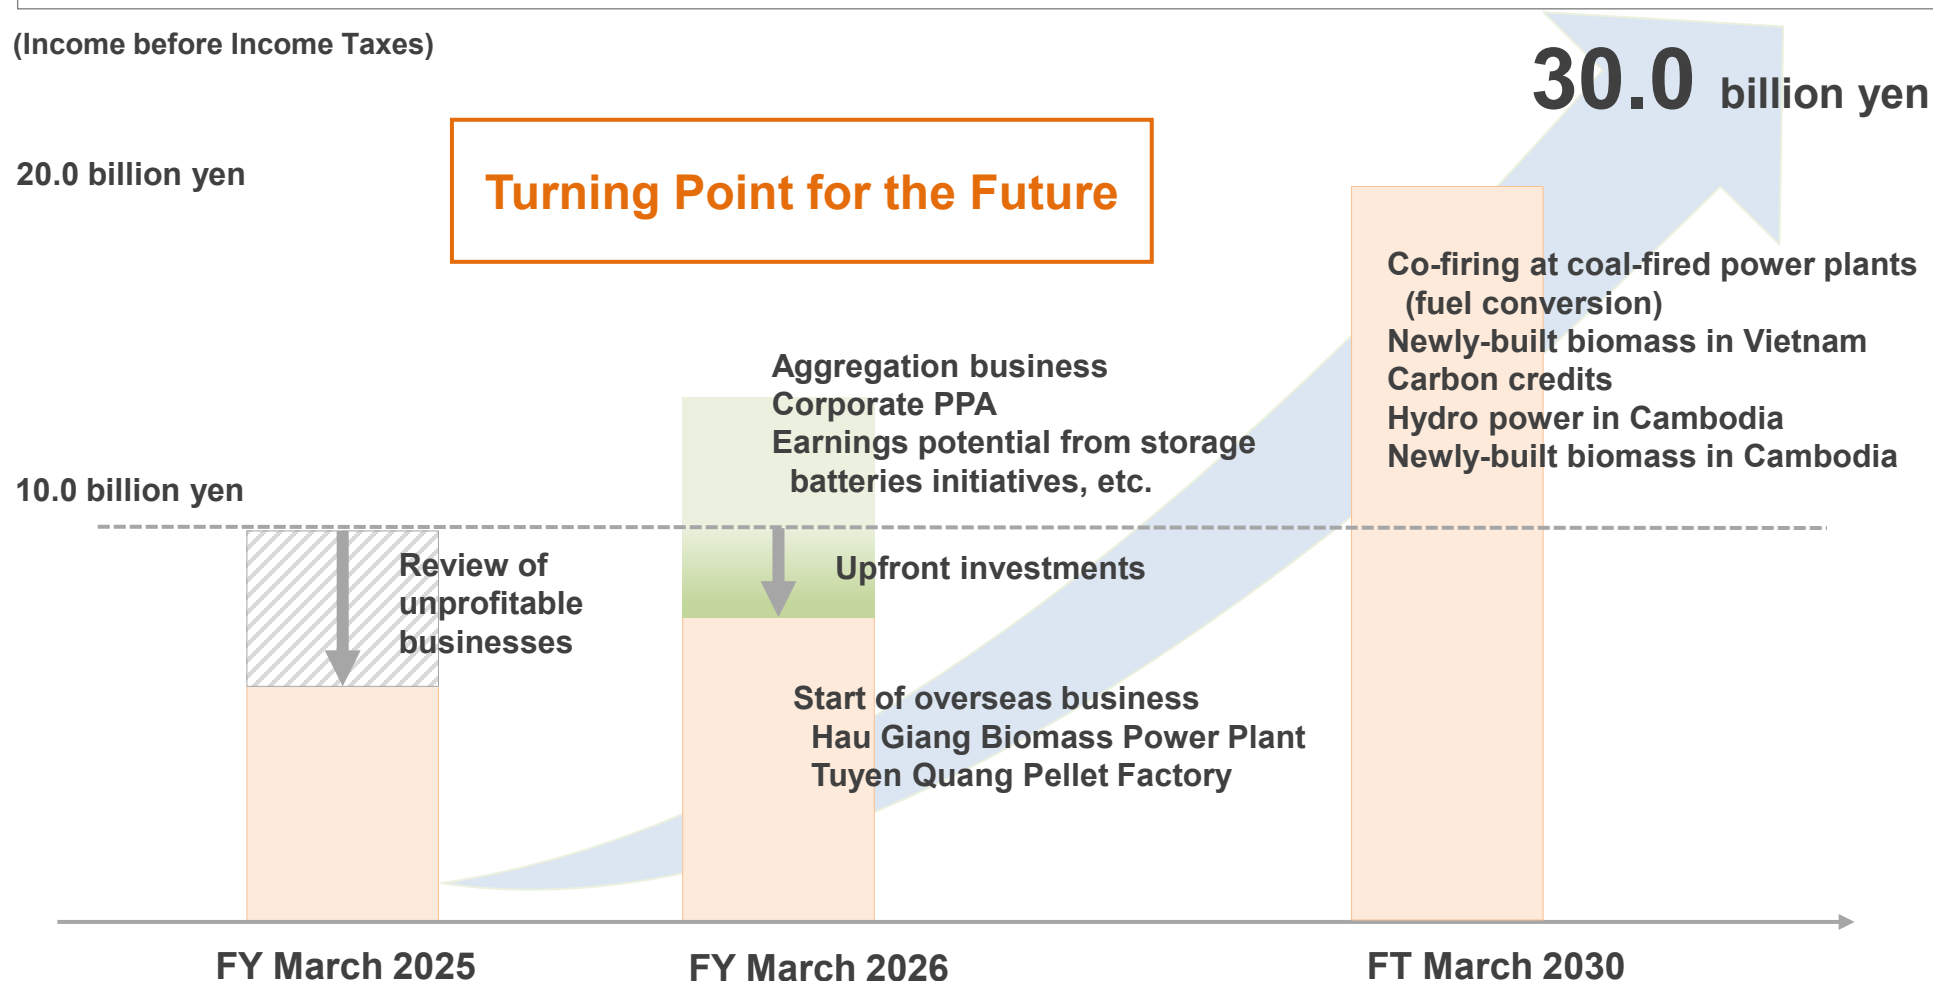 (Income before Income Taxes)
30.0 billion yen
20.0 billion yen
Turning Point for the Future
Co-firing at coal-fired power plants
(fuel conversion)
Newly-built biomass in Vietnam
Carbon credits
Hydro power in Cambodia
Newly-built biomass in Cambodia
Aggregation business
Corporate PPA
Earnings potential from storage
batteries initiatives, etc.
10.0 billion yen
Review of
unprofitable
businesses
Upfront investments
Start of overseas business
Hau Giang Biomass Power Plant
Tuyen Quang Pellet Factory
FY March 2025
FY March 2026
FT March 2030